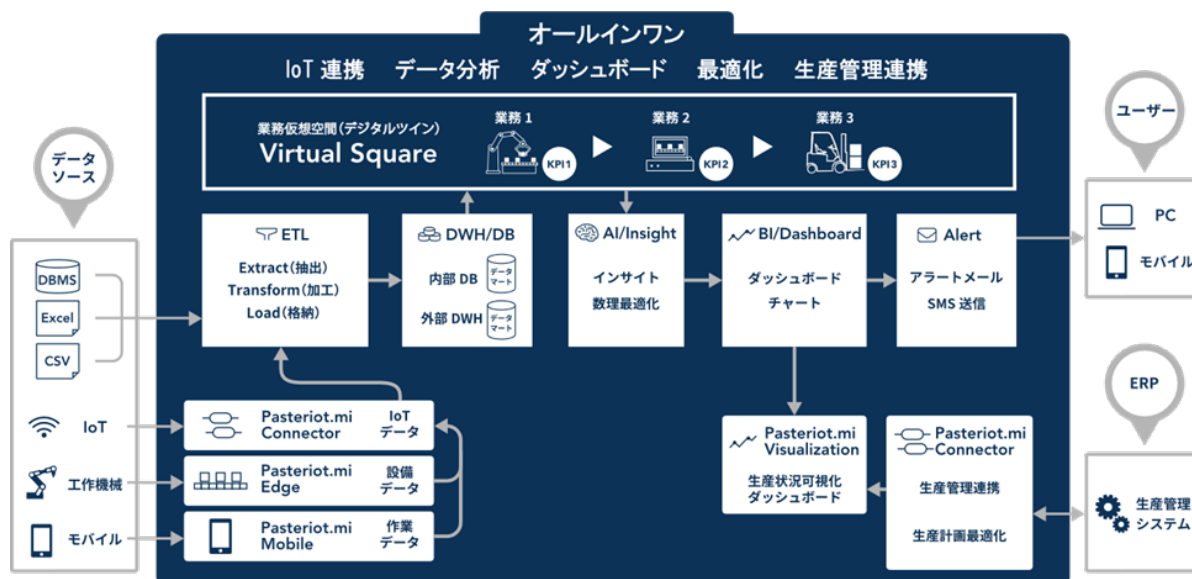 オールインワン
IoT 連携 データ分析 ダッシュボード 最適化 生産管理連携
業務仮想空間(デジタルツイン)
Virtual Square
業務 1
KPI1
業務 2
KPI2
業務 3
KPI3
データ
ソース
DBMS
Excel
CSV
IoT
工作機械
モバイル
ETL
Extract(抽出)
Transform(加工)
Load(格納)
DWH/DB
内部 DB
データ
マート
外部 DWH
データ
マート
AI/Insight
インサイト
数理最適化
BI/Dashboard
ダッシュボード
チャート
Alert
アラートメール
SMS 送信
Pasteriot.mi
Connector
IoT
データ
Pasteriot.mi
Edge
設備
データ
Pasteriot.mi
Mobile
作業
データ
Pasteriot.mi
Visualization
生産状況可視化
ダッシュボード
Pasteriot.mi
Connector
生産管理連携
生産計画最適化
ユーザー
PC
モバイル
ERP
生産管理
システム